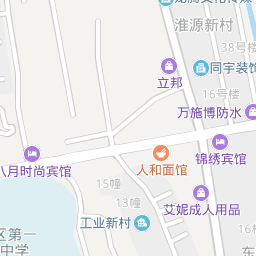 淮源新村
38号楼
同宇装饰
立邦
16号楼
万施博防水
人和面馆
锦绣宾馆
八月时尚宾馆
15幢
13幢
艾妮成人用品
工业新村
区第一
中学
东